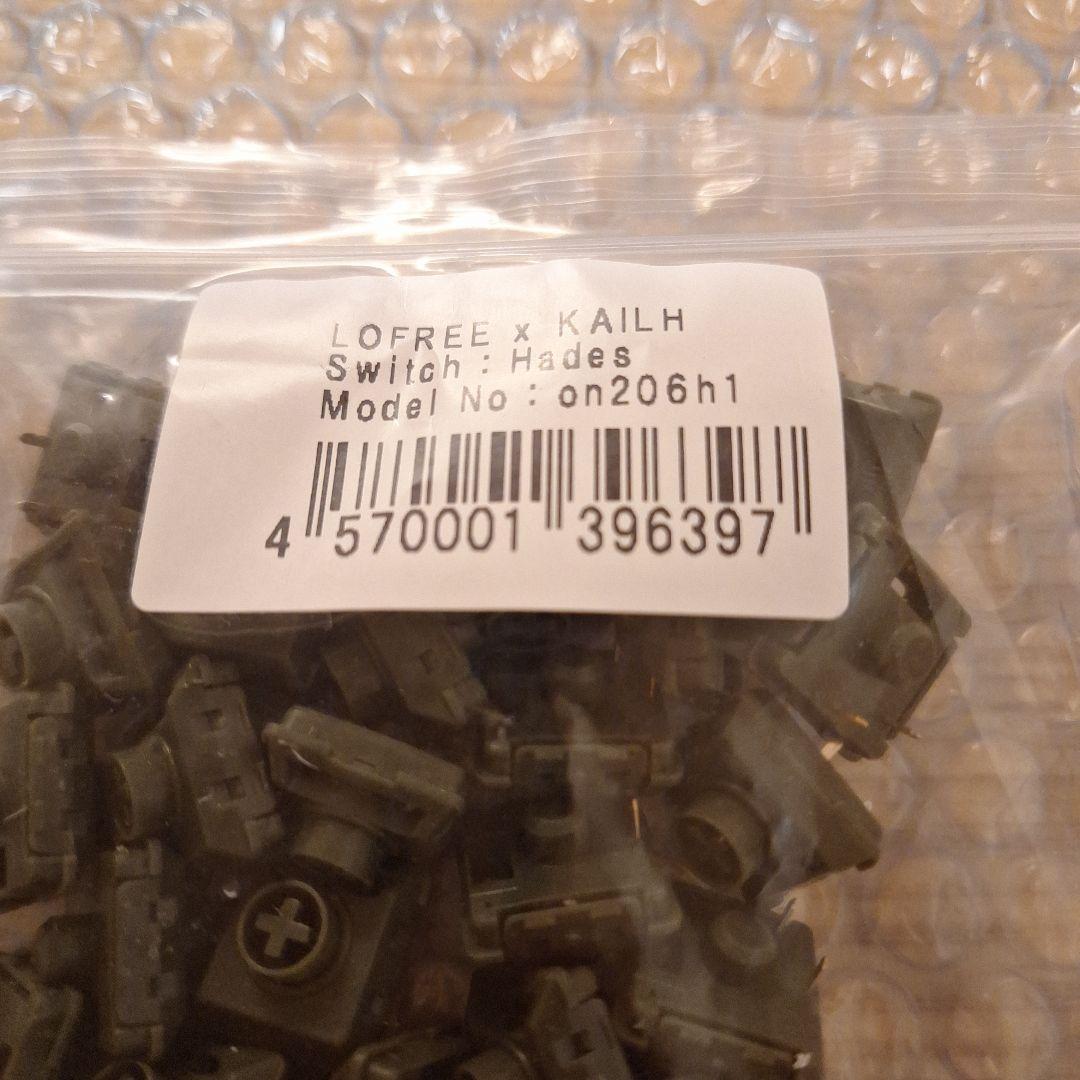 LOFREE x KAILH
Switch : Hades
Model No : on206h1
4 570001 396397